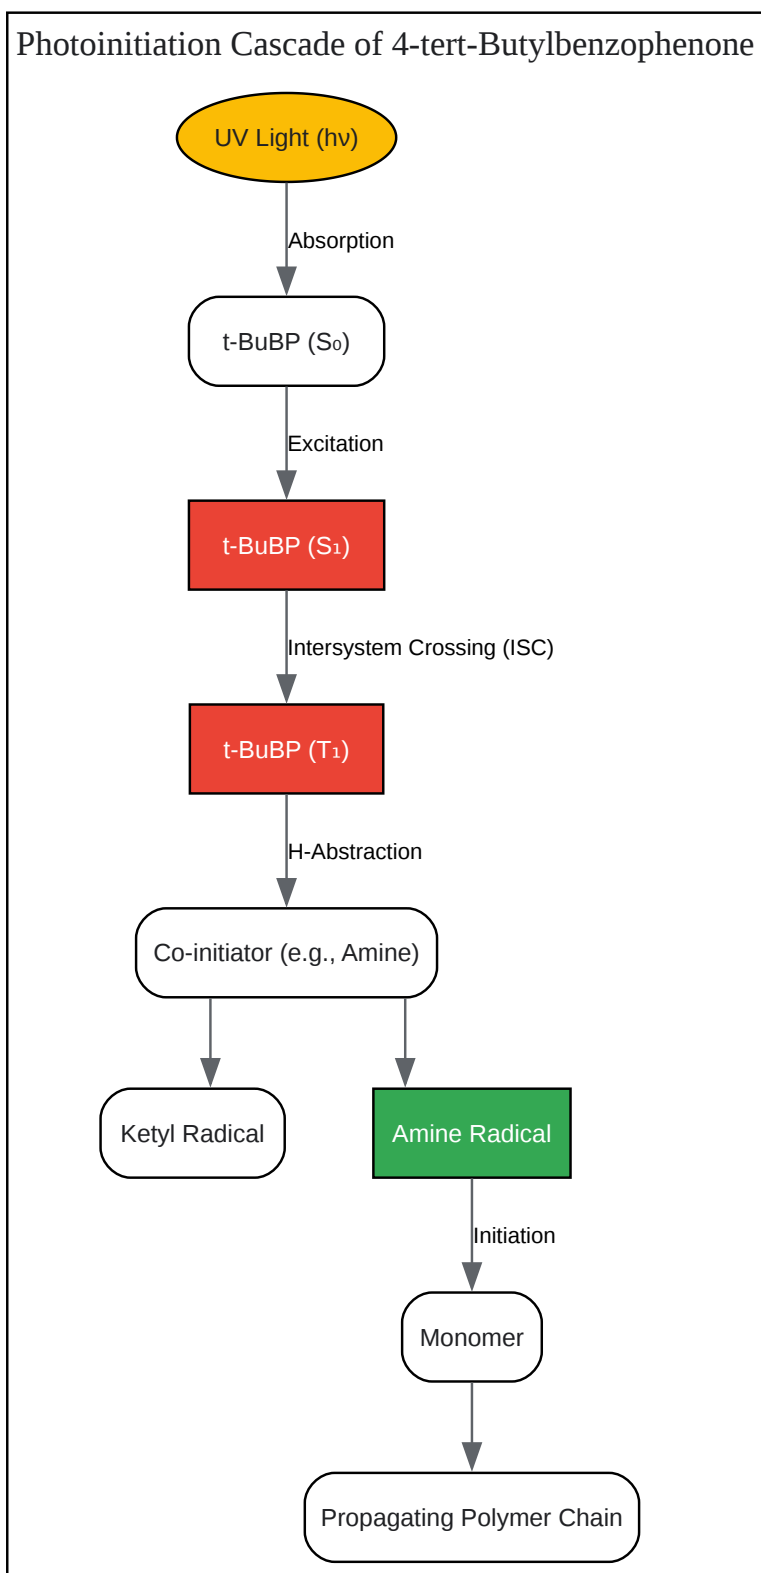 Photoinitiation Cascade of 4-tert-Butylbenzophenone
UV Light (hν)
Absorption
t-BuBP (S₀)
Excitation
t-BuBP (S₁)
Intersystem Crossing (ISC)
t-BuBP (T₁)
H-Abstraction
Co-initiator (e.g., Amine)
Ketyl Radical
Amine Radical
Initiation
Monomer
Propagating Polymer Chain